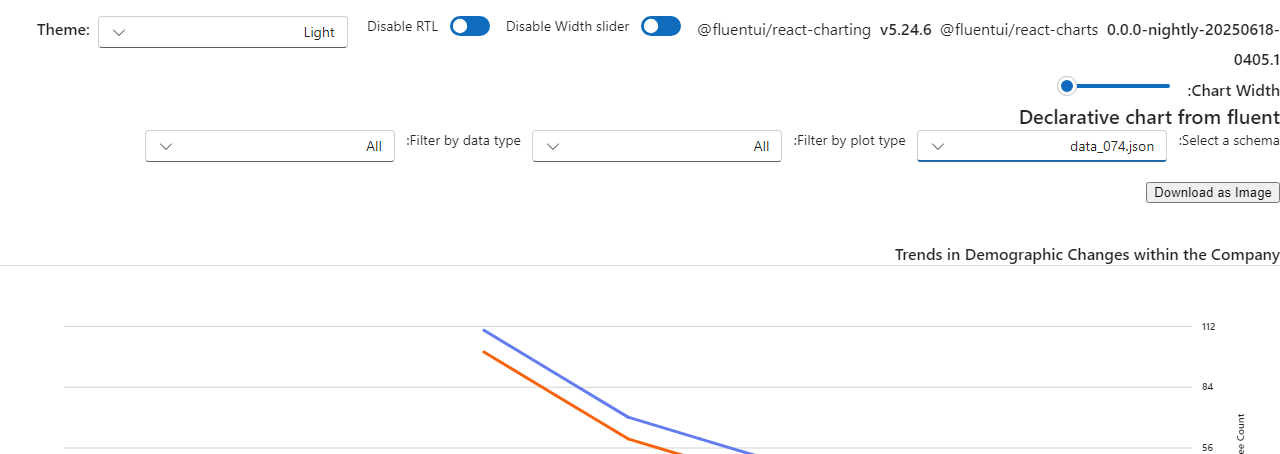 Theme: Light Disable RTL Disable Width slider @fluentui/react-charting v5.24.6 @fluentui/react-charts 0.0.0-nightly-20250618-
0405.1
:Chart Width
Declarative chart from fluent
:Select a schema data_074.json :Filter by plot type All :Filter by data type All
Download as Image
Trends in Demographic Changes within the Company
112
84
56
Count